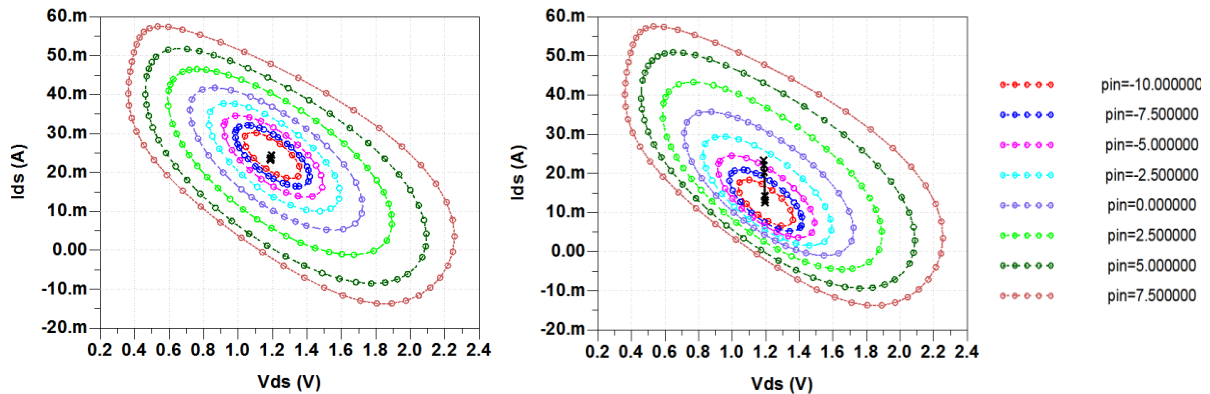 60.m
50.m
40.m
30.m
20.m
10.m
0.00
-10.m
-20.m
Ids (A)
0.2 0.4 0.6 0.8 1.0 1.2 1.4 1.6 1.8 2.0 2.2 2.4
Vds (V)
60.m
50.m
40.m
30.m
20.m
10.m
0.00
-10.m
-20.m
Ids (A)
0.2 0.4 0.6 0.8 1.0 1.2 1.4 1.6 1.8 2.0 2.2 2.4
Vds (V)
pin=-10.000000
pin=-7.500000
pin=-5.000000
pin=-2.500000
pin=0.000000
pin=2.500000
pin=5.000000
pin=7.500000